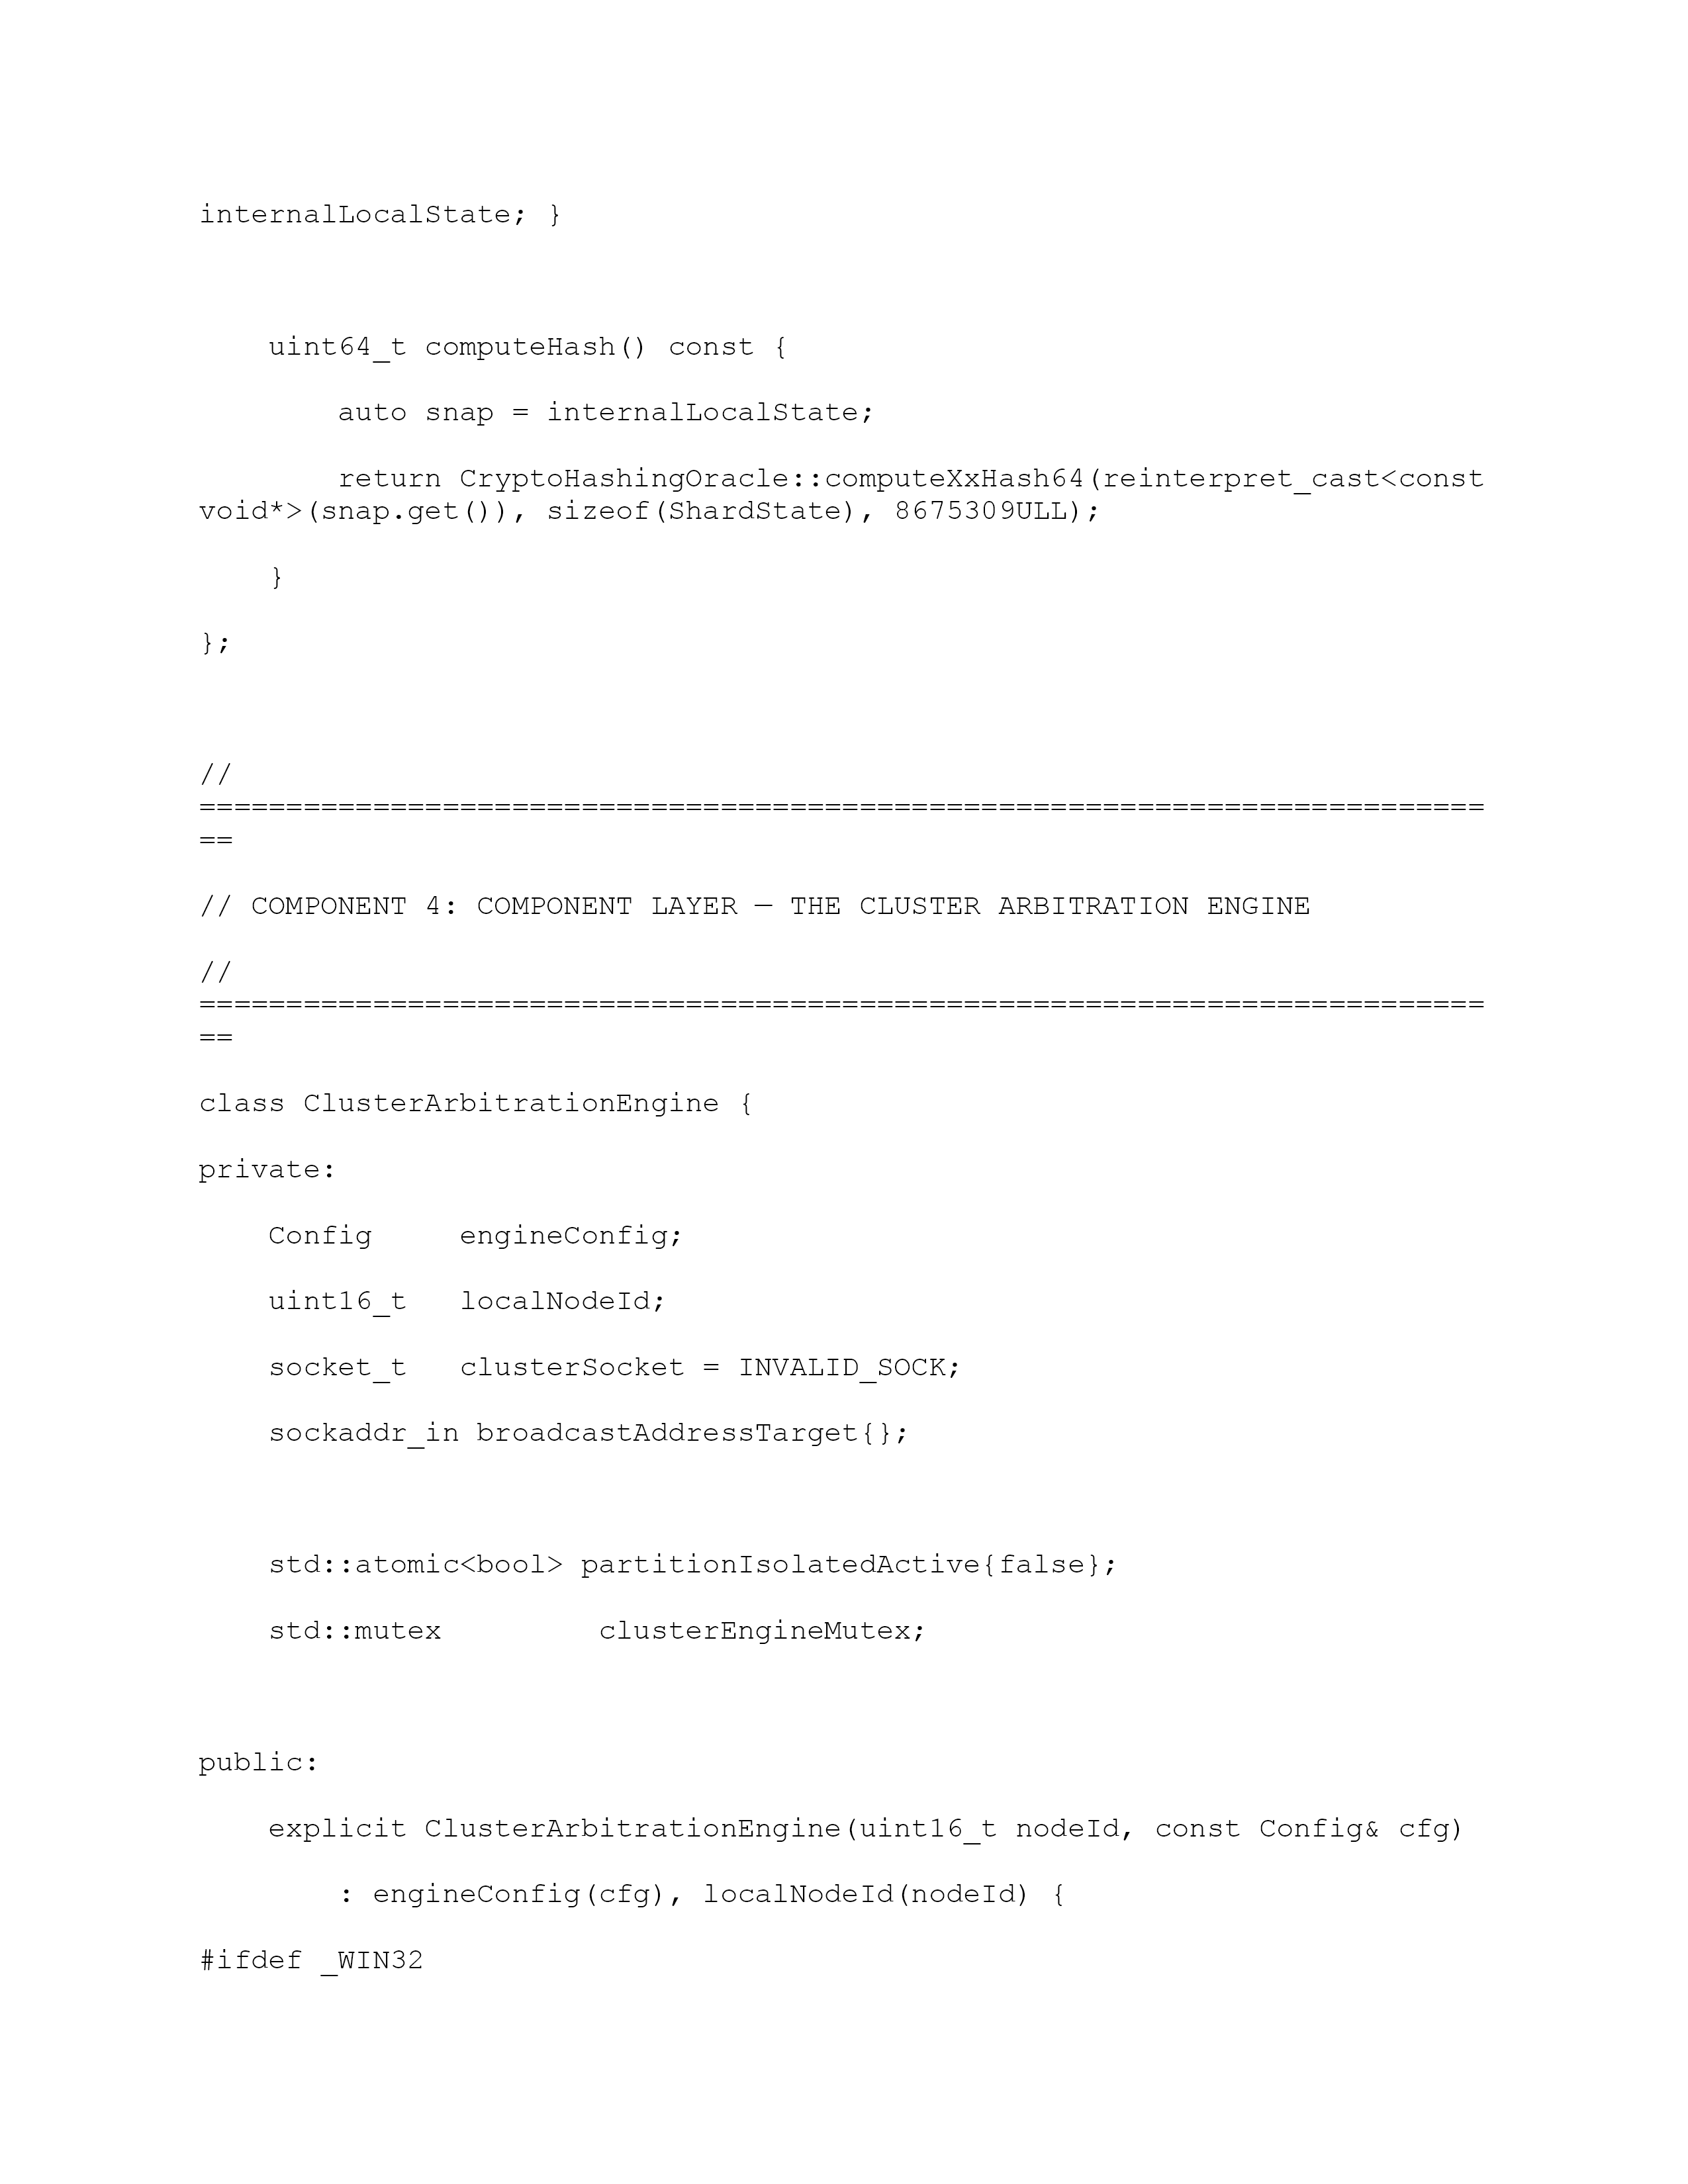 internalLocalState; }
    uint64_t computeHash() const {
        auto snap = internalLocalState;
        return CryptoHashingOracle::computeXxHash64(reinterpret_cast<const
void*>(snap.get()), sizeof(ShardState), 8675309ULL);
    }
};
//
==========================================================================
==
// COMPONENT 4: COMPONENT LAYER — THE CLUSTER ARBITRATION ENGINE
//
==========================================================================
==
class ClusterArbitrationEngine {
private:
    Config     engineConfig;
    uint16_t   localNodeId;
    socket_t   clusterSocket = INVALID_SOCK;
    sockaddr_in broadcastAddressTarget{};
    std::atomic<bool> partitionIsolatedActive{false};
    std::mutex         clusterEngineMutex;
public:
    explicit ClusterArbitrationEngine(uint16_t nodeId, const Config& cfg)
        : engineConfig(cfg), localNodeId(nodeId) {
#ifdef _WIN32